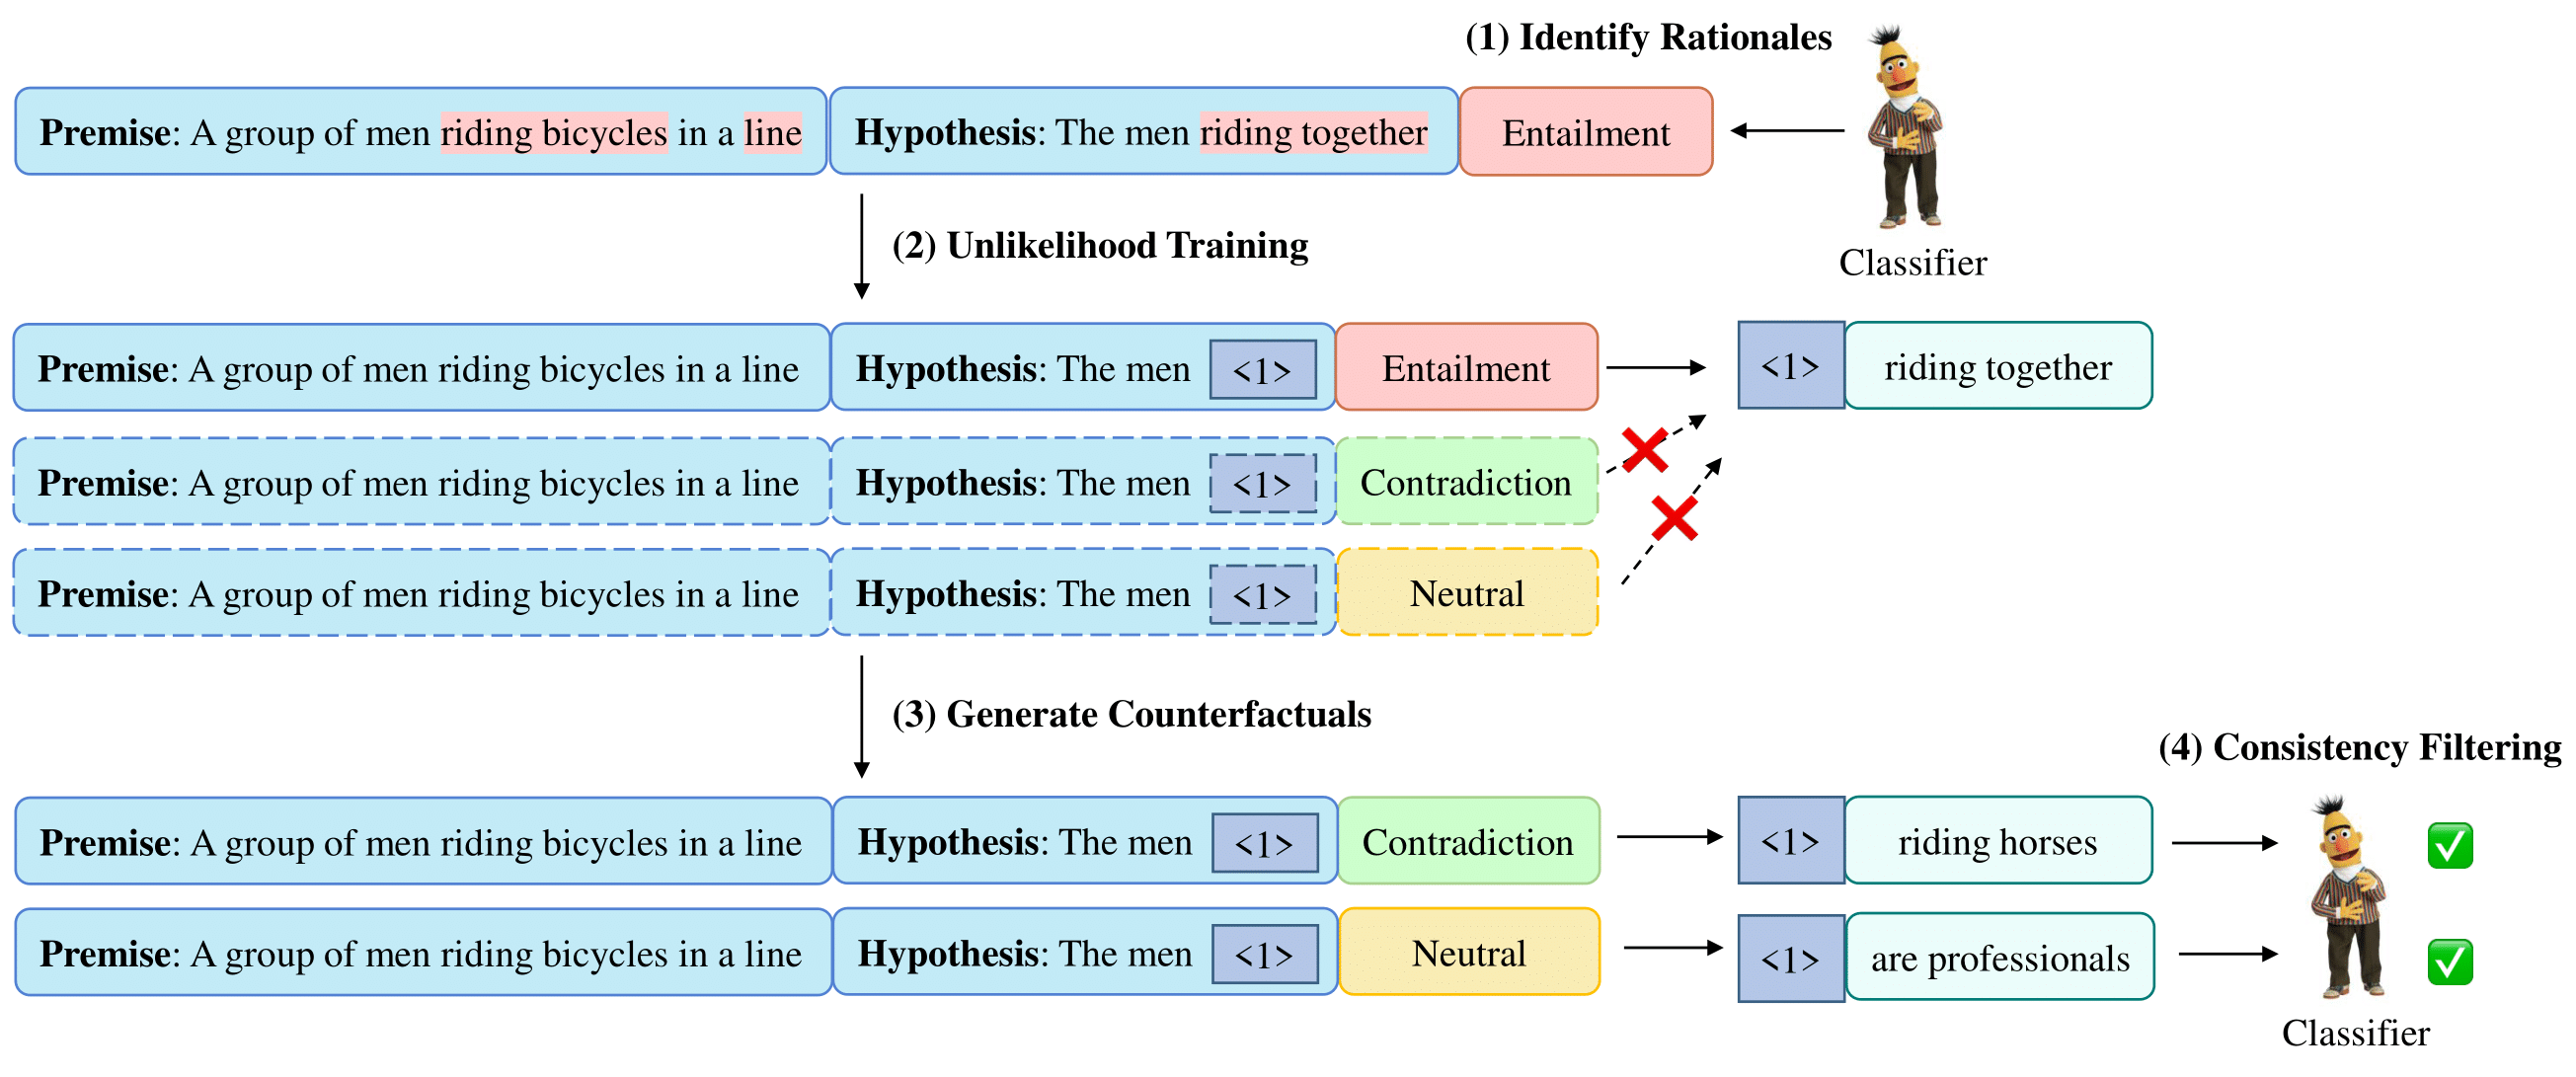 (1) Identify Rationales
Premise: A group of men riding bicycles in a line Hypothesis: The men riding together Entailment
Classifier
(2) Unlikelihood Training
Premise: A group of men riding bicycles in a line Hypothesis: The men <1> Entailment <1> riding together
Premise: A group of men riding bicycles in a line Hypothesis: The men <1> Contradiction
Premise: A group of men riding bicycles in a line Hypothesis: The men <1> Neutral
(3) Generate Counterfactuals
(4) Consistency Filtering
Premise: A group of men riding bicycles in a line Hypothesis: The men <1> Contradiction <1> riding horses
Premise: A group of men riding bicycles in a line Hypothesis: The men <1> Neutral <1> are professionals
Classifier